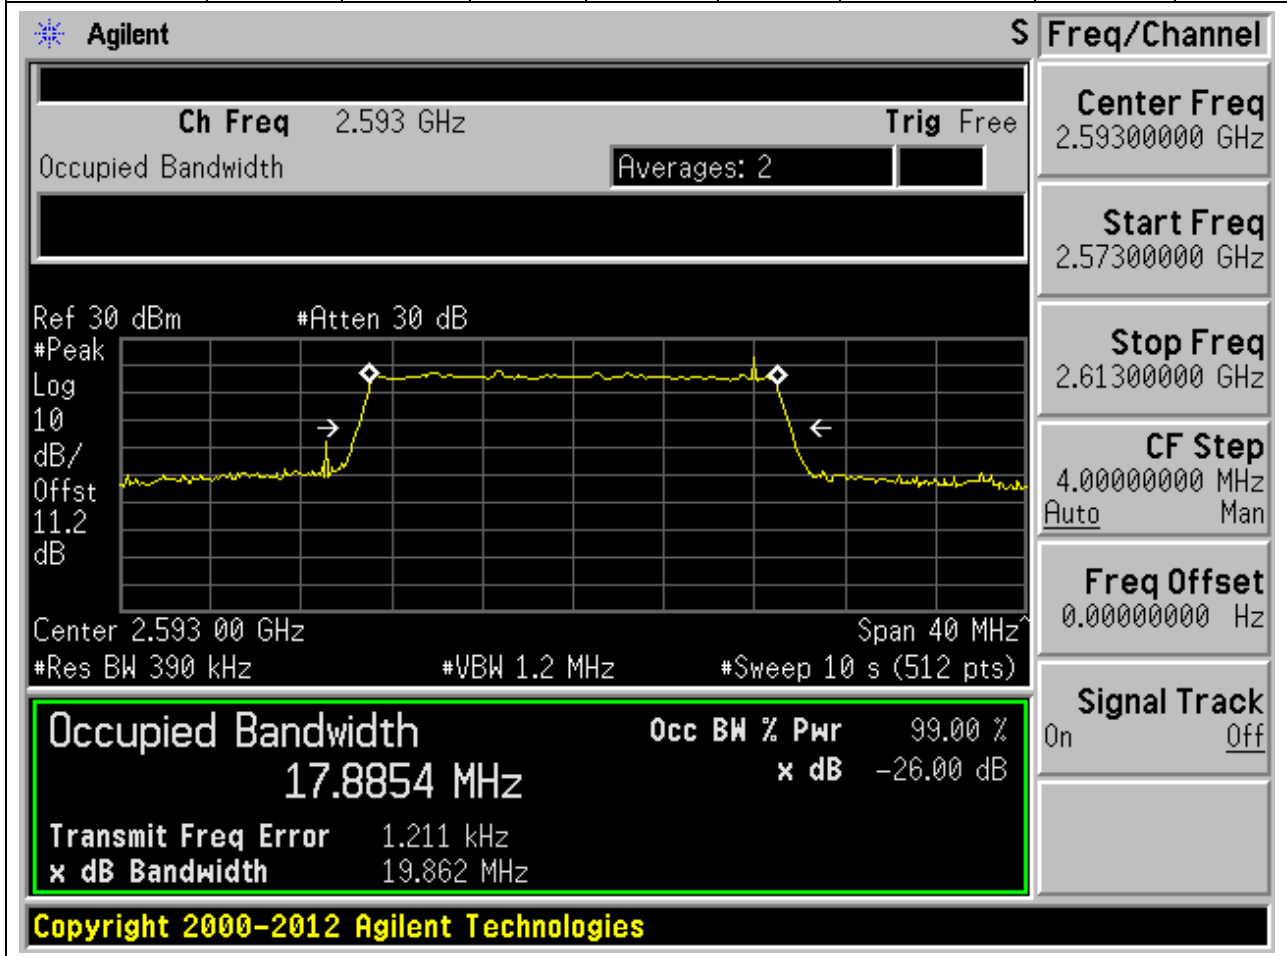 Agilent S Freq/Channel
Ch Freq 2.593 GHz Trig Free
Occupied Bandwidth Averages: 2
Center Freq
2.59300000 GHz
Start Freq
2.57300000 GHz
Stop Freq
2.61300000 GHz
CF Step
4.00000000 MHz
Auto Man
Freq Offset
0.00000000 Hz
Signal Track
On Off
Ref 30 dBm #Atten 30 dB
#Peak
Log
10
dB/
Offst
11.2
dB
Center 2.593 00 GHz Span 40 MHz^
#Res BW 390 kHz #VBW 1.2 MHz #Sweep 10 s (512 pts)
Occupied Bandwidth
17.8854 MHz
Occ BW % Pwr 99.00 %
x dB -26.00 dB
Transmit Freq Error 1.211 kHz
x dB Bandwidth 19.862 MHz
Copyright 2000-2012 Agilent Technologies